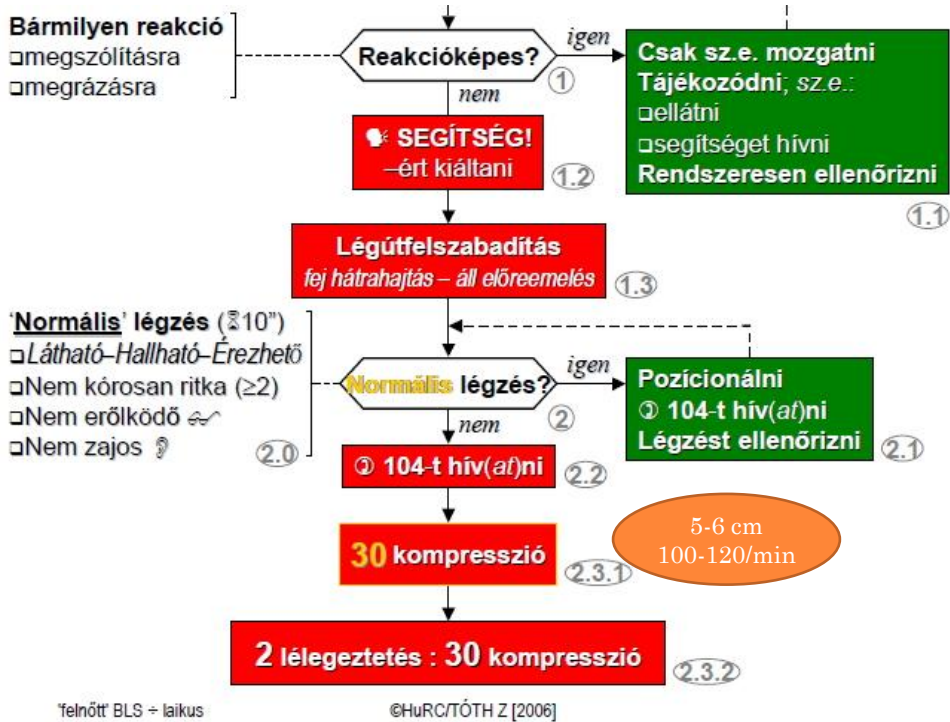 Bármilyen reakció
❑megszólításra
❑megrázásra
Reakcióképes?
1
igen
nem
Csak sz.e. mozgatni
Tájékozódni; sz.e.:
❑ellátni
❑segítséget hívni
Rendszeresen ellenőrizni
1.1
SEGÍTSÉG!
–ért kiáltani
1.2
Légútfelszabadítás
fej hátrahajtás – áll előreemelés
1.3
'Normális' légzés (⌛10")
❑Látható–Hallható–Érezhető
❑Nem kórosan ritka (≥2)
❑Nem erőlködő
❑Nem zajos
2.0
Normális légzés?
2
igen
nem
Pozícionálni
104-t hív(at)ni
Légzést ellenőrizni
2.1
104-t hív(at)ni
2.2
30 kompresszió
2.3.1
5-6 cm
100-120/min
2 lélegeztetés : 30 kompresszió
2.3.2
'felnőtt' BLS ÷ laikus
©HuRC/TÓTH Z [2006]